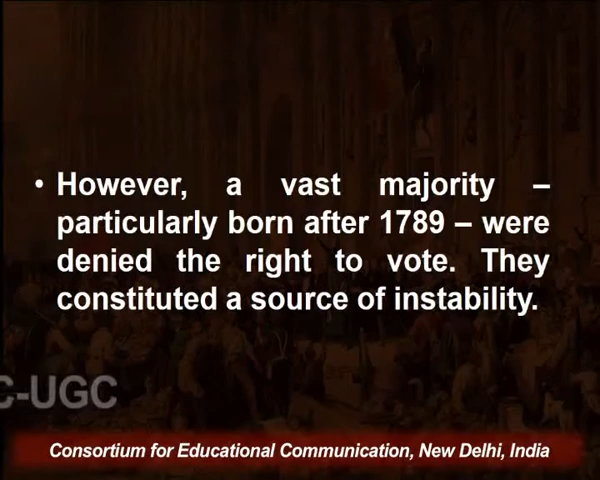 • However, a vast majority –
particularly born after 1789 – were
denied the right to vote. They
constituted a source of instability.
C-UGC
Consortium for Educational Communication, New Delhi, India